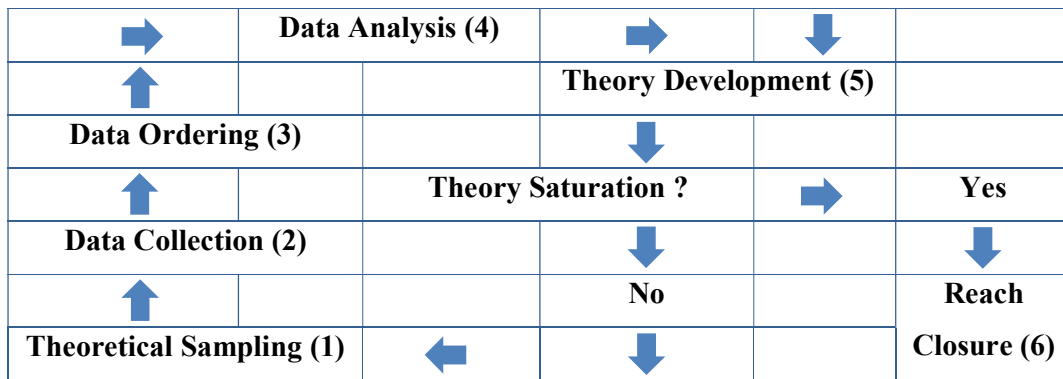 Data Analysis (4)
Theory Development (5)
Data Ordering (3)
Theory Saturation ?
Yes
Data Collection (2)
No
Reach
Theoretical Sampling (1)
Closure (6)